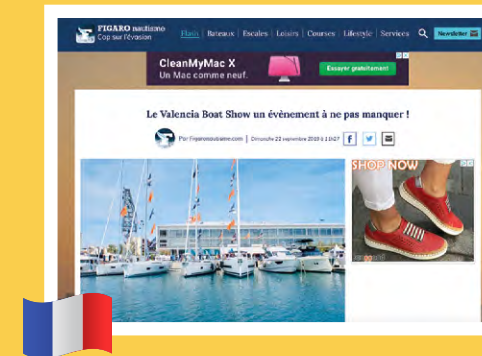 FIGARO nautisme
Cap sur l'évasion
Flash | Bateaux | Escales | Loisirs | Courses | Lifestyle | Services
Newsletter
CleanMyMac X
Un Mac comme neuf.
Essayer gratuitement
Le Valencia Boat Show un évènement à ne pas manquer !
Par Figaronautisme.com | Dimanche 22 septembre 2019 à 11h27
SHOP NOW